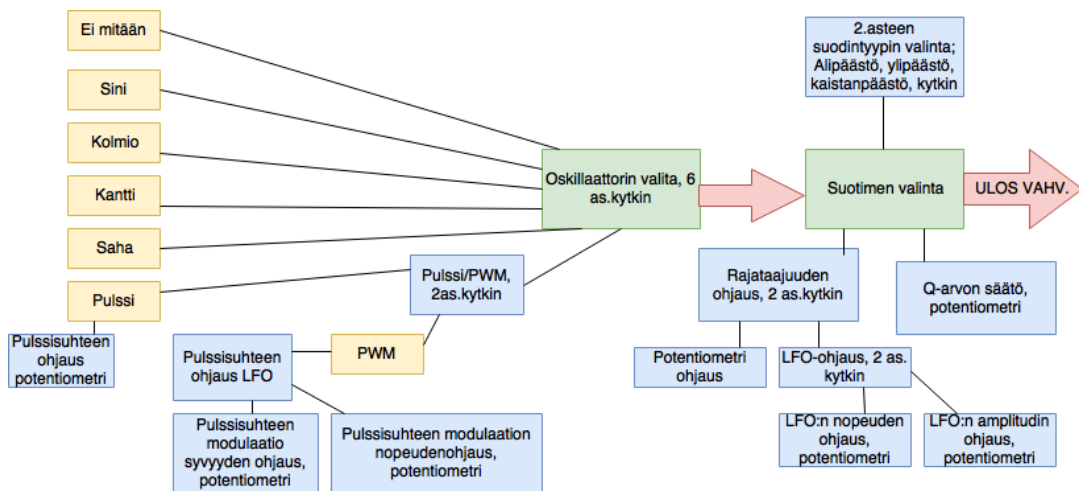 Ei mitään
Sini
Kolmio
Kantti
Saha
Pulssi
Pulssisuhteen
ohjaus
potentiometri
Pulssisuhteen
ohjaus LFO
PWM
Pulssi/PWM,
2as.kytkin
Pulssisuhteen
modulaatio
syvyyden ohjaus,
potentiometri
Pulssisuhteen modulaation
nopeudenohjaus,
potentiometri
Oskillaattorin valita, 6
as.kytkin
2.asteen
suodintyypin valinta;
Alipäästö, ylipäästö,
kaistanpäästö, kytkin
Suotimen valinta
ULOS VAHV.
Rajataajuuden
ohjaus, 2 as.kytkin
Q-arvon säätö,
potentiometri
Potentiometri
ohjaus
LFO-ohjaus, 2 as.
kytkin
LFO:n nopeuden
ohjaus,
potentiometri
LFO:n amplitudin
ohjaus,
potentiometri